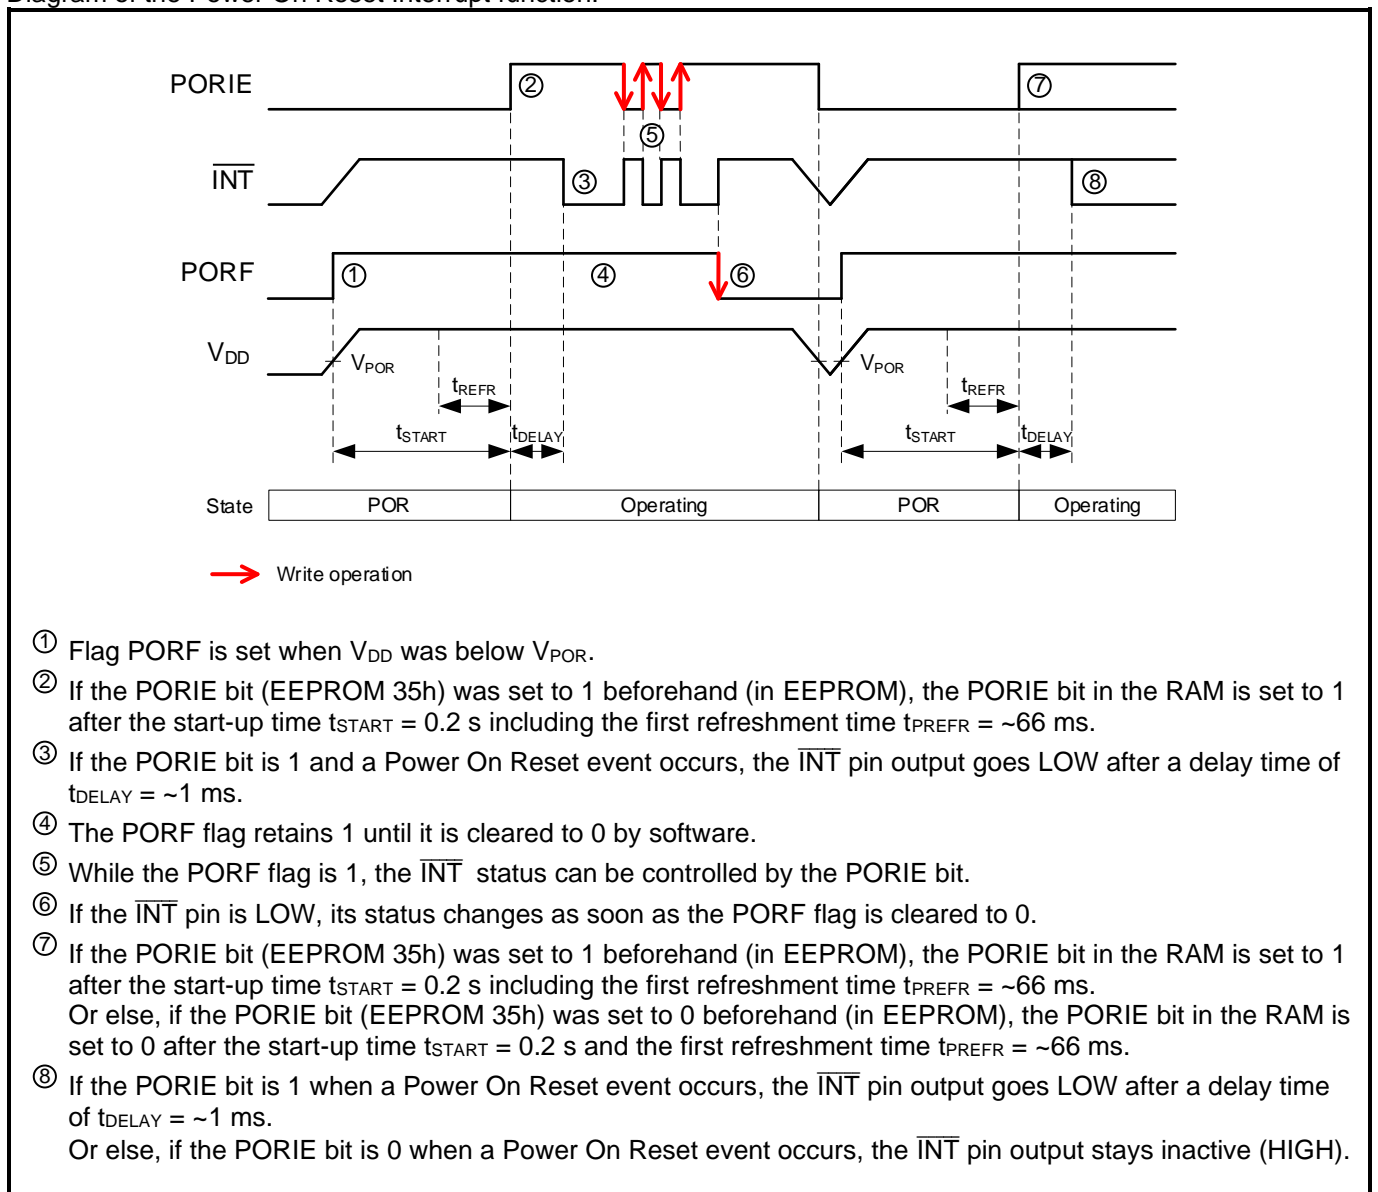 Diagram of the Power On Reset Interrupt function:
PORIE
②
⑦
⑤
INT
③
⑧
PORF
①
④
⑥
VDD
VPOR
VPOR
tREFR
tREFR
tSTART
tDELAY
tSTART
tDELAY
State
POR
Operating
POR
Operating
Write operation
① Flag PORF is set when VDD was below VPOR.
② If the PORIE bit (EEPROM 35h) was set to 1 beforehand (in EEPROM), the PORIE bit in the RAM is set to 1
after the start-up time tSTART = 0.2 s including the first refreshment time tPREFR = ~66 ms.
③ If the PORIE bit is 1 and a Power On Reset event occurs, the INT pin output goes LOW after a delay time of
tDELAY = ~1 ms.
④ The PORF flag retains 1 until it is cleared to 0 by software.
⑤ While the PORF flag is 1, the INT status can be controlled by the PORIE bit.
⑥ If the INT pin is LOW, its status changes as soon as the PORF flag is cleared to 0.
⑦ If the PORIE bit (EEPROM 35h) was set to 1 beforehand (in EEPROM), the PORIE bit in the RAM is set to 1
after the start-up time tSTART = 0.2 s including the first refreshment time tPREFR = ~66 ms.
Or else, if the PORIE bit (EEPROM 35h) was set to 0 beforehand (in EEPROM), the PORIE bit in the RAM is
set to 0 after the start-up time tSTART = 0.2 s and the first refreshment time tPREFR = ~66 ms.
⑧ If the PORIE bit is 1 when a Power On Reset event occurs, the INT pin output goes LOW after a delay time
of tDELAY = ~1 ms.
Or else, if the PORIE bit is 0 when a Power On Reset event occurs, the INT pin output stays inactive (HIGH).